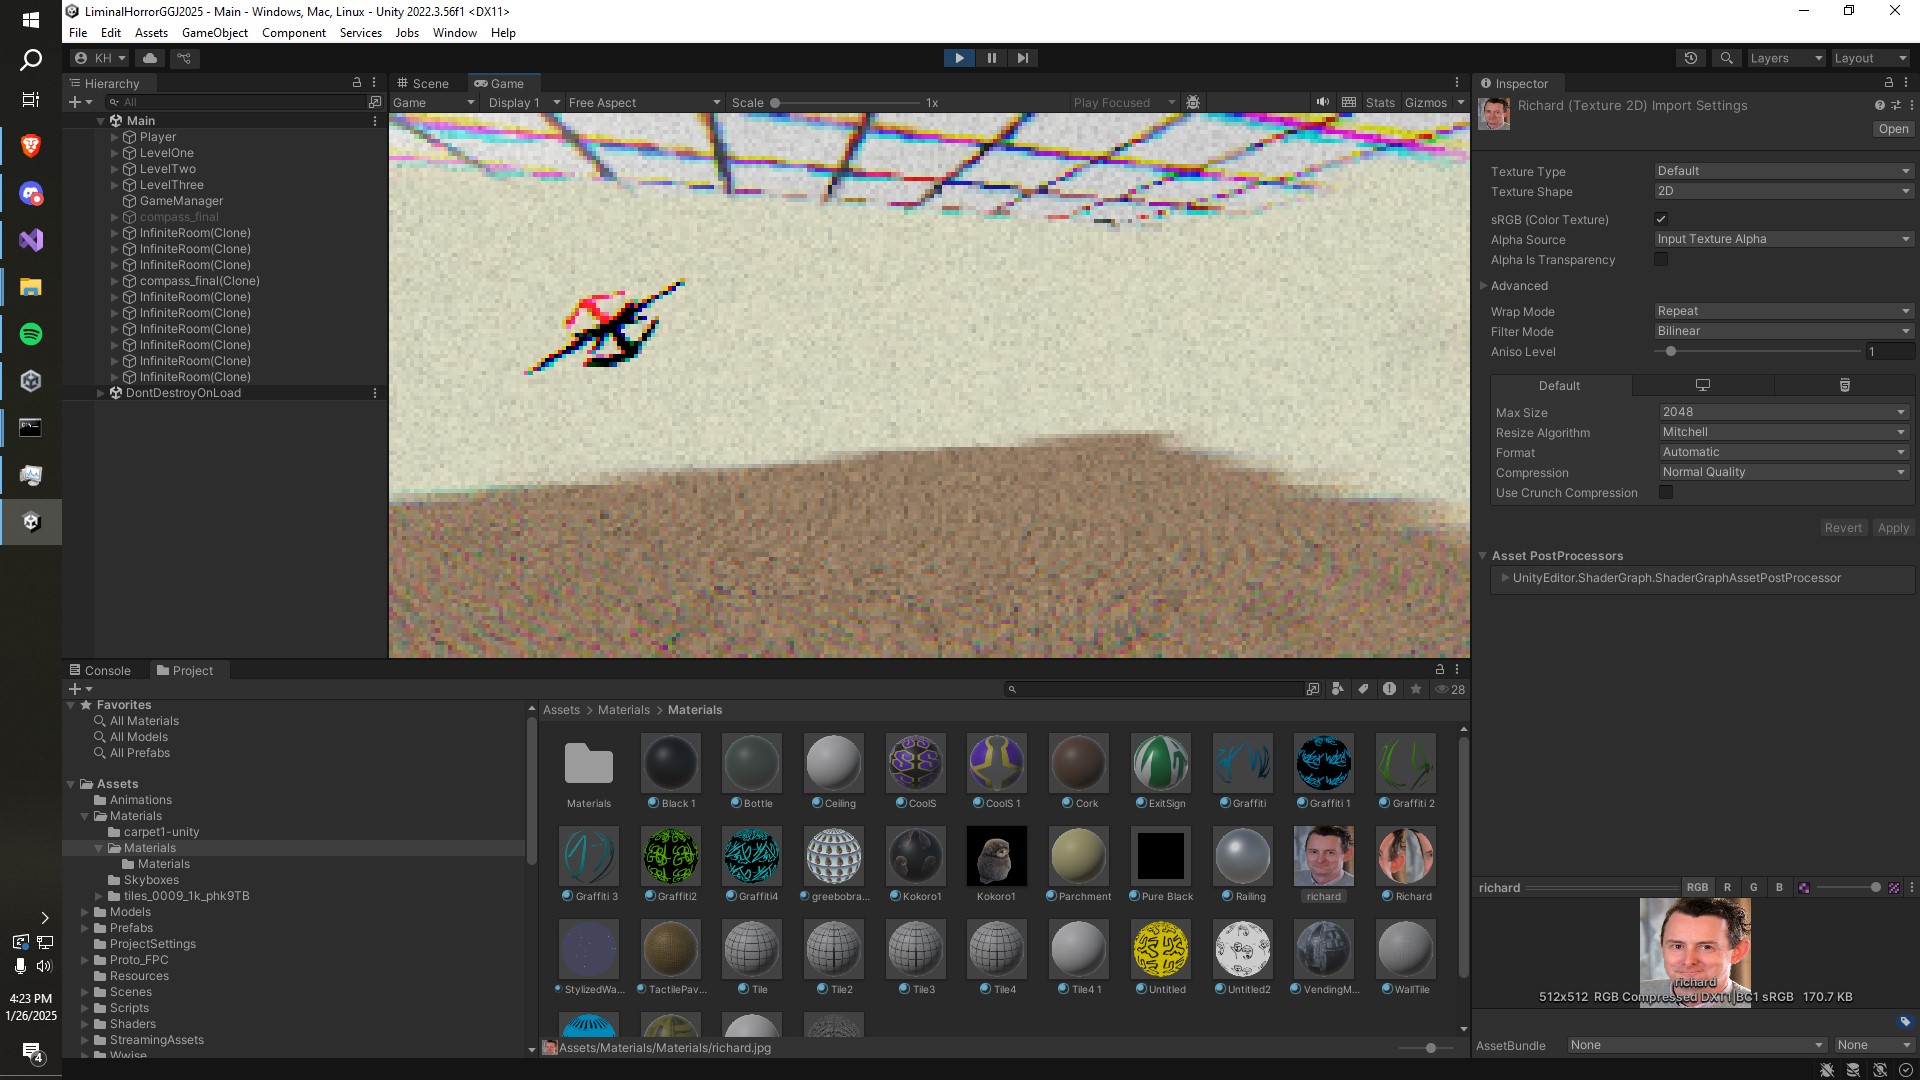 LiminalHorrorGGJ2025 - Main - Windows, Mac, Linux - Unity 2022.3.56f1 <DX11>
File Edit Assets GameObject Component Services Jobs Window Help
KH
Layers
Layout
Hierarchy
All
Main
Player
LevelOne
LevelTwo
LevelThree
GameManager
compass_final
InfiniteRoom(Clone)
InfiniteRoom(Clone)
InfiniteRoom(Clone)
compass_final(Clone)
InfiniteRoom(Clone)
InfiniteRoom(Clone)
InfiniteRoom(Clone)
InfiniteRoom(Clone)
InfiniteRoom(Clone)
InfiniteRoom(Clone)
DontDestroyOnLoad
Scene
Game
Game
Display 1
Free Aspect
Scale
1x
Play Focused
Stats
Gizmos
Inspector
Richard (Texture 2D) Import Settings
Open
Texture Type
Default
Texture Shape
2D
sRGB (Color Texture)
Alpha Source
Input Texture Alpha
Alpha Is Transparency
Advanced
Wrap Mode
Repeat
Filter Mode
Bilinear
Aniso Level
1
Default
Max Size
2048
Resize Algorithm
Mitchell
Format
Automatic
Compression
Normal Quality
Use Crunch Compression
Revert
Apply
Asset PostProcessors
UnityEditor.ShaderGraph.ShaderGraphAssetPostProcessor
Console
Project
28
Favorites
All Materials
All Models
All Prefabs
Assets
Animations
Materials
carpet1-unity
Materials
Materials
Skyboxes
tiles_0009_1k_phk9TB
Models
Prefabs
ProjectSettings
Proto_FPC
Resources
Scenes
Scripts
Shaders
StreamingAssets
Wwise
Assets > Materials > Materials
Materials
Black 1
Bottle
Ceiling
CoolS
CoolS 1
Cork
ExitSign
Graffiti
Graffiti 1
Graffiti 2
Graffiti 3
Graffiti2
Graffiti4
greebobra...
Kokoro1
Kokoro1
Parchment
Pure Black
Railing
richard
Richard
StylizedWa...
TactilePav...
Tile
Tile2
Tile3
Tile4
Tile4 1
Untitled
Untitled2
VendingM...
WallTile
Assets/Materials/Materials/richard.jpg
richard
RGB
R
G
B
richard
512x512 RGB Compressed DXT1|BC1 sRGB 170.7 KB
AssetBundle
None
None
4:23 PM
1/26/2025
4